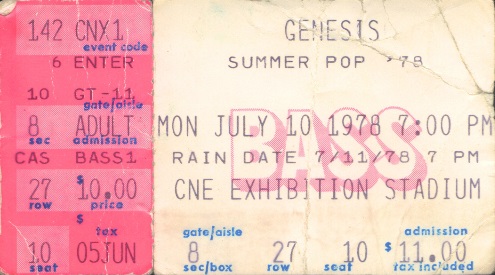 142 CNX1
event code
6 ENTER
10 GT-11
gate/aisle
8 ADULT
sec admission
CAS BASS1
27 $ 10.00
row price
$ tax
10 05JUN
seat
GENESIS
SUMMER POP '78
BASS
MON JULY 10 1978 7:00 PM
RAIN DATE 7/11/78 7 PM
CNE EXHIBITION STADIUM
gate/aisle admission
8 27 10 $ 11.00
sec/box row seat tax included